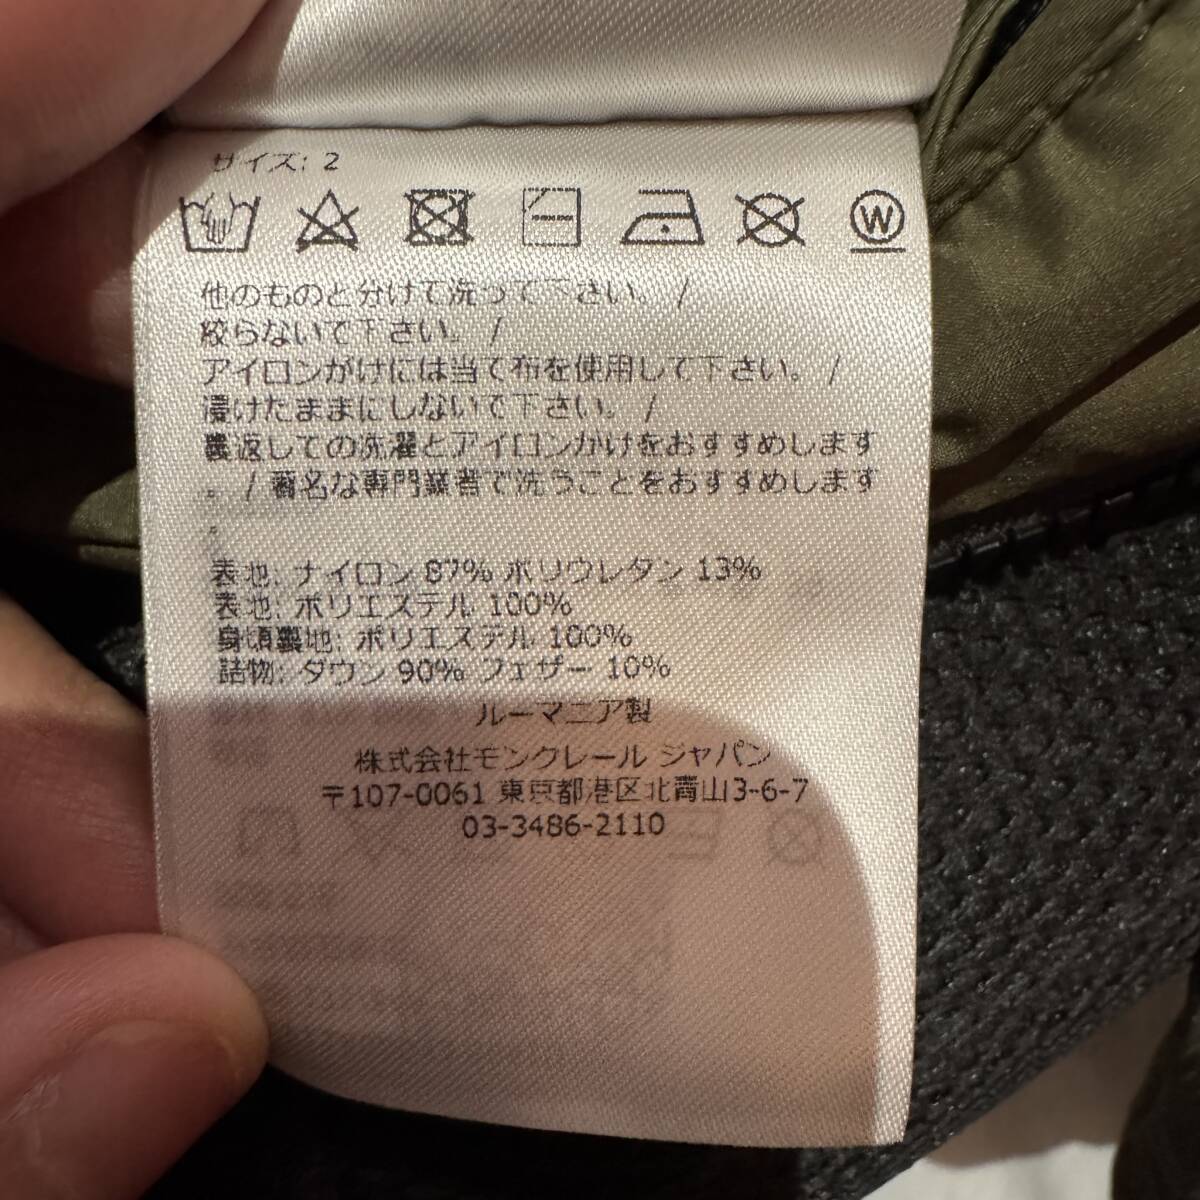 サイズ: 2
W
他のものと分けて洗って下さい。 /
絞らないで下さい。 /
アイロンがけには当て布を使用して下さい。 /
浸けたままにしないで下さい。 /
裏返しての洗濯とアイロンかけをおすすめします
。 / 著名な専門業者で洗うことをおすすめします
。
表地: ナイロン 87% ポリウレタン 13%
表地: ポリエステル 100%
身頃裏地: ポリエステル 100%
詰物: ダウン 90% フェザー 10%
ルーマニア製
株式会社モンクレール ジャパン
〒107-0061 東京都港区北青山3-6-7
03-3486-2110